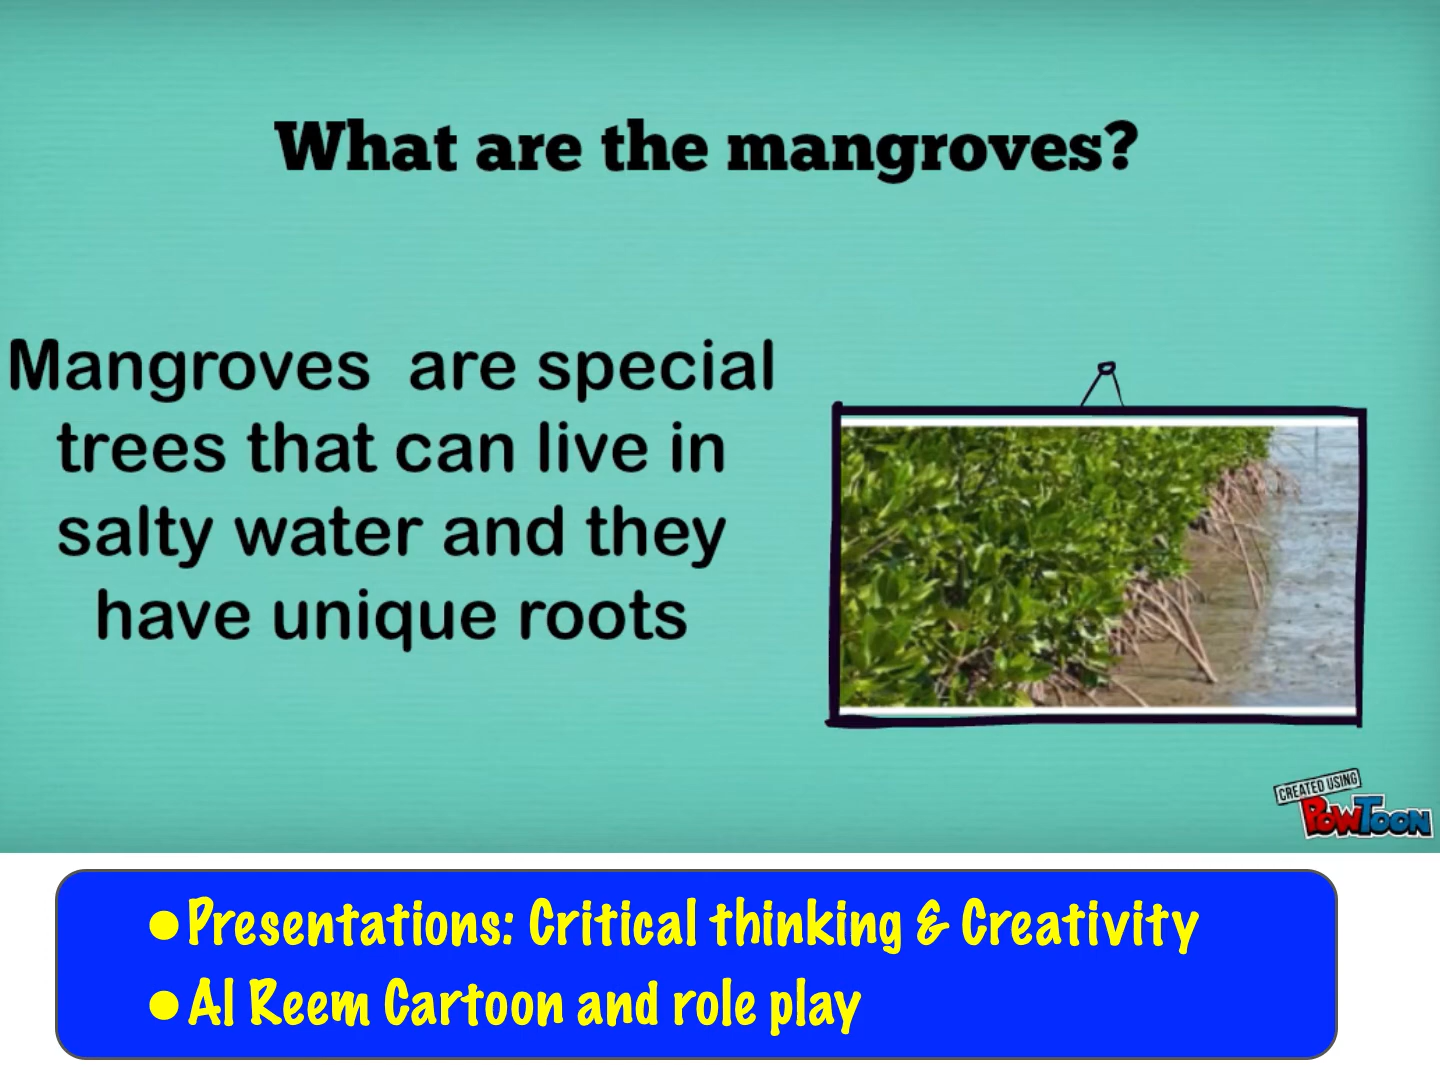 What are the mangroves?
Mangroves are special
trees that can live in
salty water and they
have unique roots
CREATED USING
PowToon
•Presentations: Critical thinking & Creativity
•Al Reem Cartoon and role play